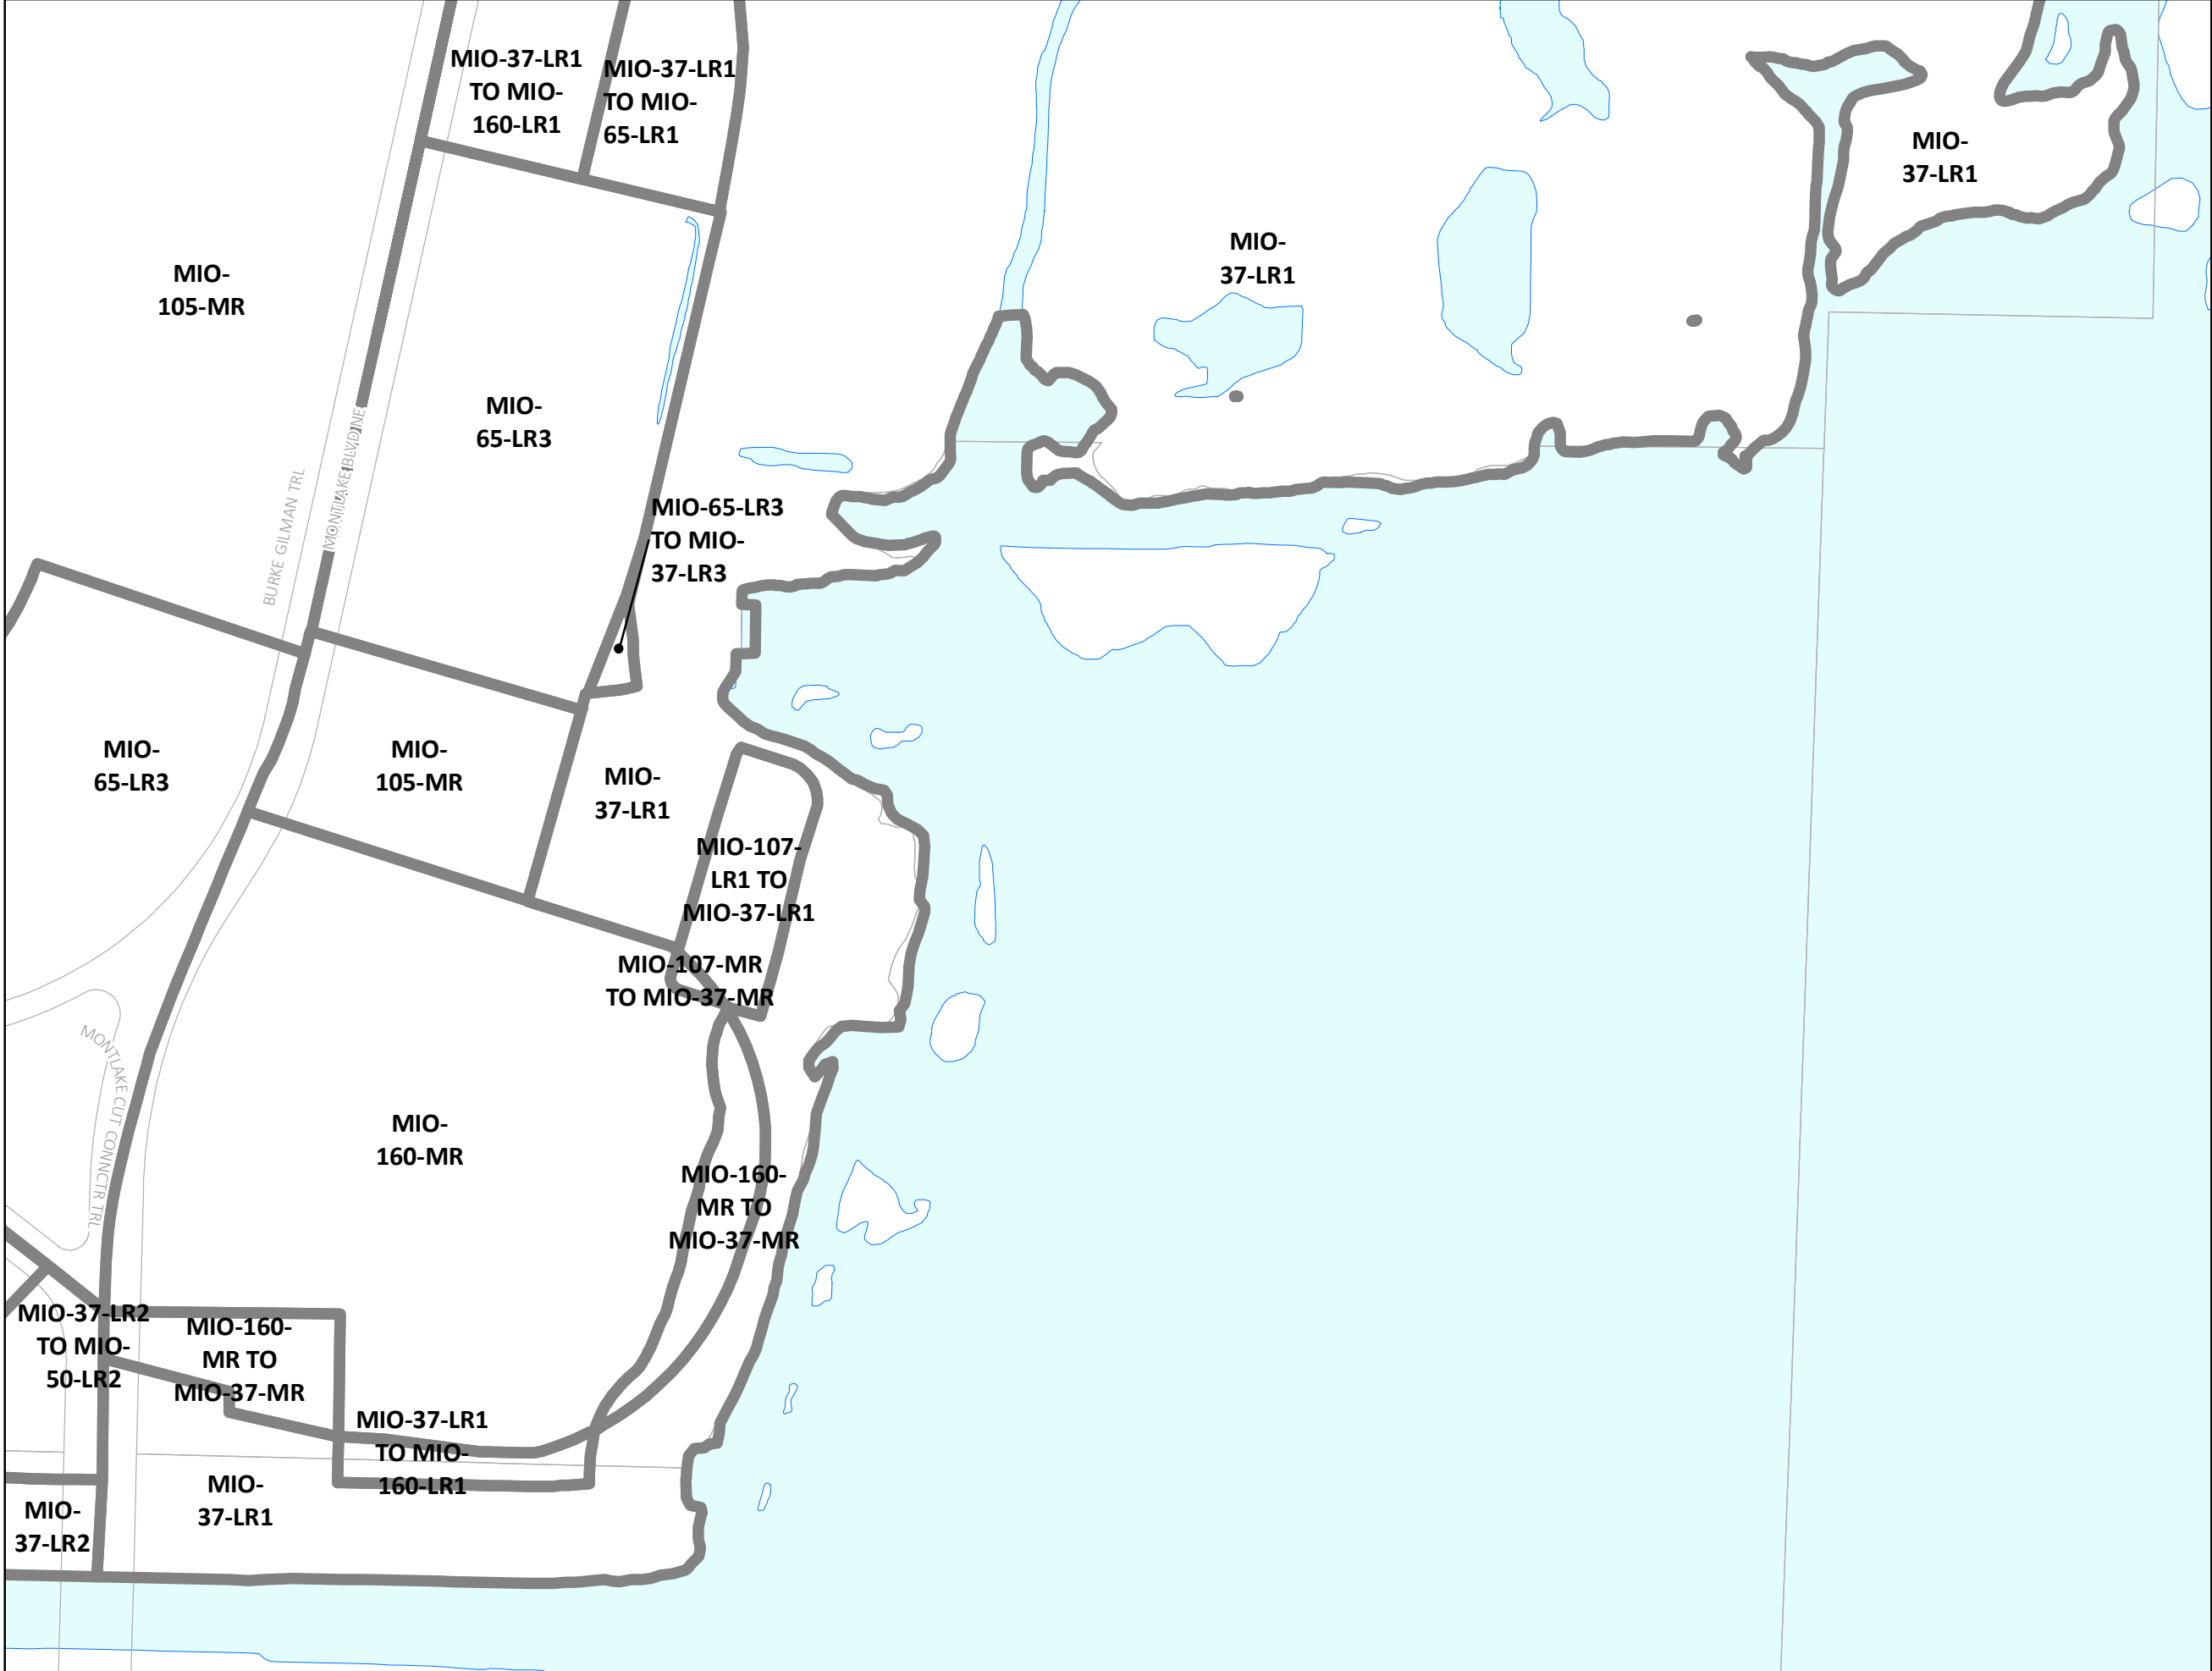 MIO-37-LR1
TO MIO-
160-LR1
MIO-37-LR1
TO MIO-
65-LR1
MIO-
37-LR1
MIO-
37-LR1
MIO-
105-MR
MIO-
65-LR3
BURKE GILMAN TRL
MIO-65-LR3
TO MIO-
37-LR3
MIO-
65-LR3
MIO-
105-MR
MIO-
37-LR1
MIO-107-
LR1 TO
MIO-37-LR1
MIO-107-MR
TO MIO-37-MR
MONTLAKE CUT CONNCTR TRL
MIO-
160-MR
MIO-160-
MR TO
MIO-37-MR
MIO-37-LR2
TO MIO-
50-LR2
MIO-160-
MR TO
MIO-37-MR
MIO-37-LR1
TO MIO-
160-LR1
MIO-
37-LR1
MIO-
37-LR2